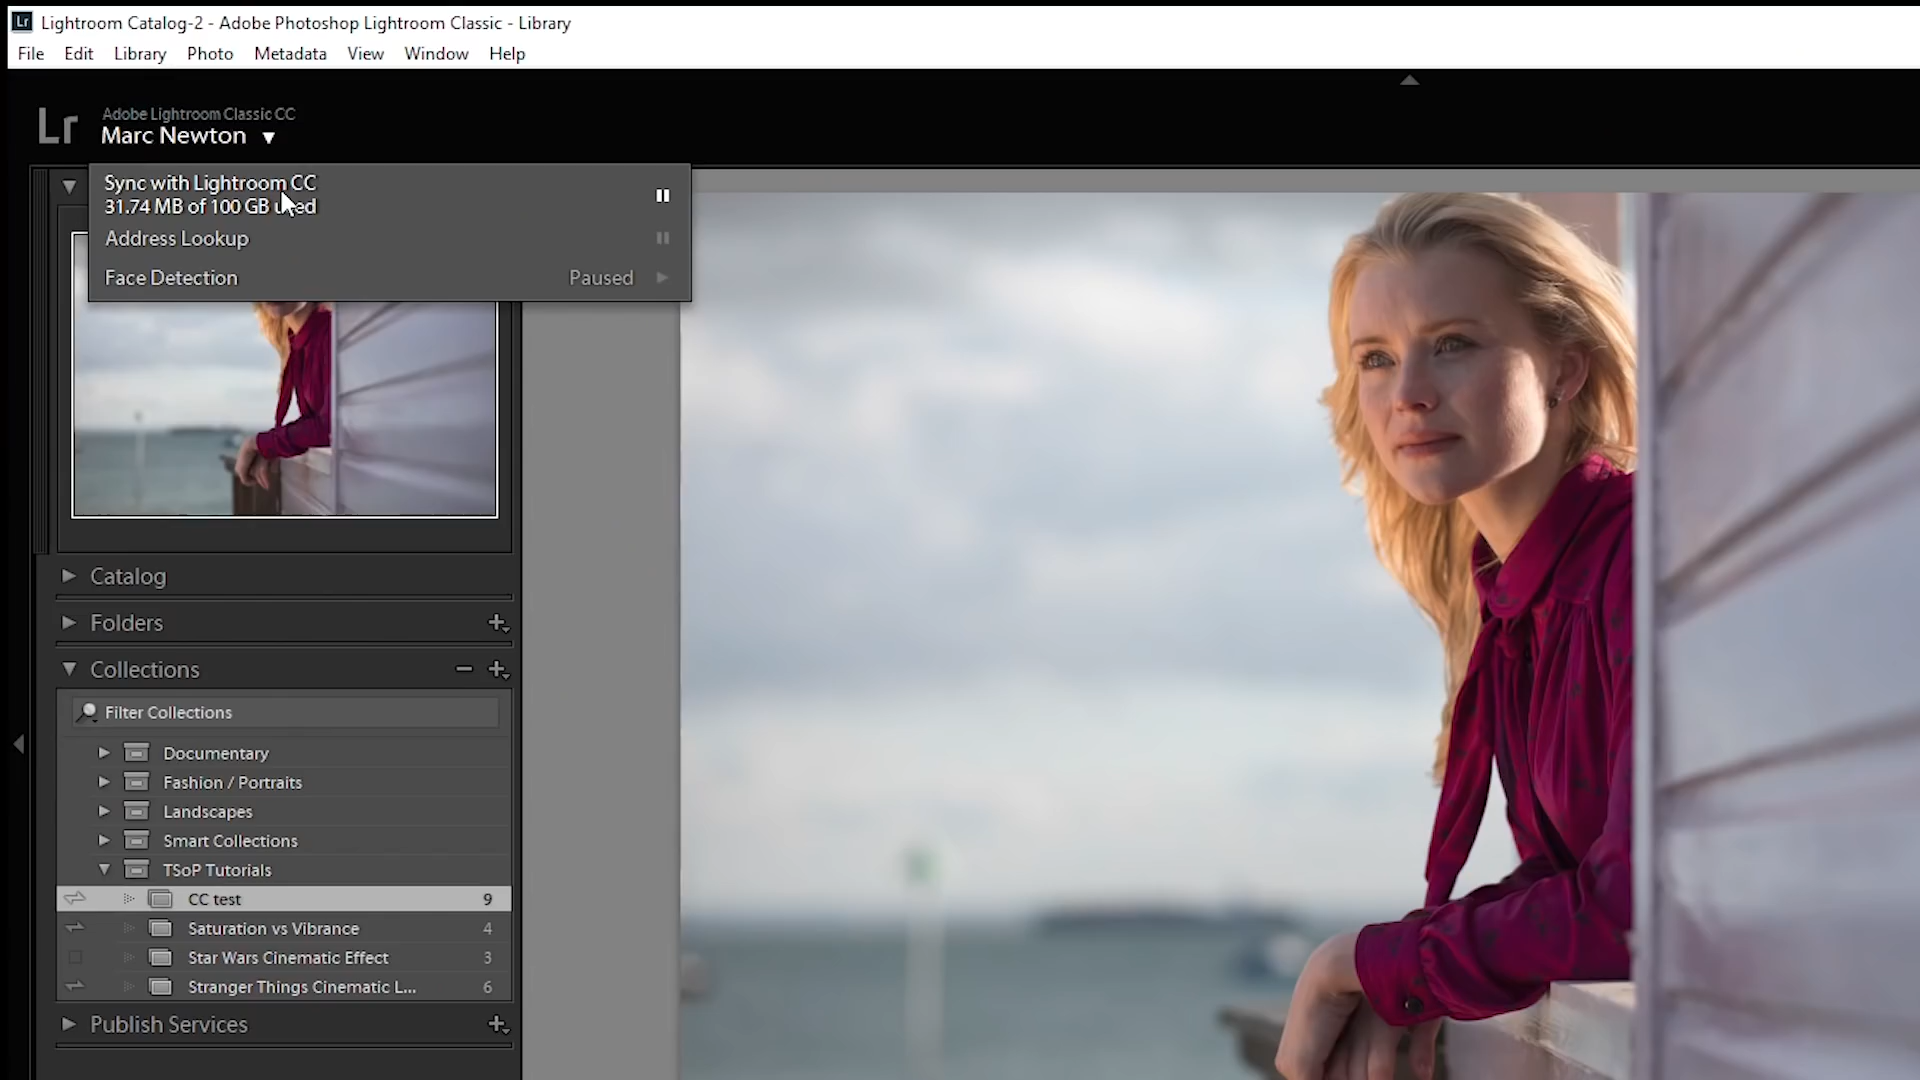 Lr Lightroom Catalog-2 - Adobe Photoshop Lightroom Classic - Library
File Edit Library Photo Metadata View Window Help
Lr
Adobe Lightroom Classic CC
Marc Newton
Sync with Lightroom CC
31.74 MB of 100 GB used
Address Lookup
Face Detection Paused
Catalog
Folders
Collections
Filter Collections
Documentary
Fashion / Portraits
Landscapes
Smart Collections
TSoP Tutorials
CC test 9
Saturation vs Vibrance 4
Star Wars Cinematic Effect 3
Stranger Things Cinematic L... 6
Publish Services